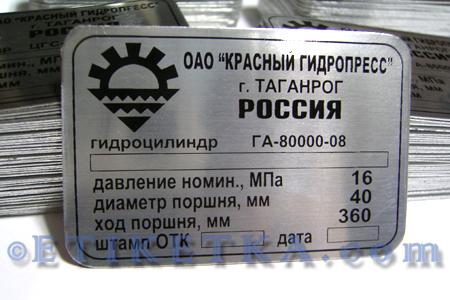 ОАО "КРАСНЫЙ ГИДРОПРЕСС"
г. ТАГАНРОГ
РОССИЯ
гидроцилиндр ГА-80000-08
давление номин., МПа 16
диаметр поршня, мм 40
ход поршня, мм 360
штамп ОТК дата
©ETIKETKA.com